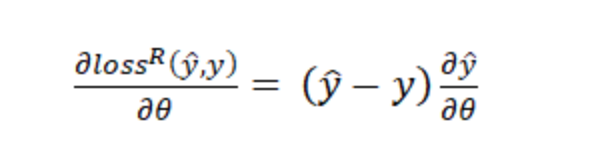 ∂loss^R(ŷ,y)/∂θ = (ŷ − y) ∂ŷ/∂θ